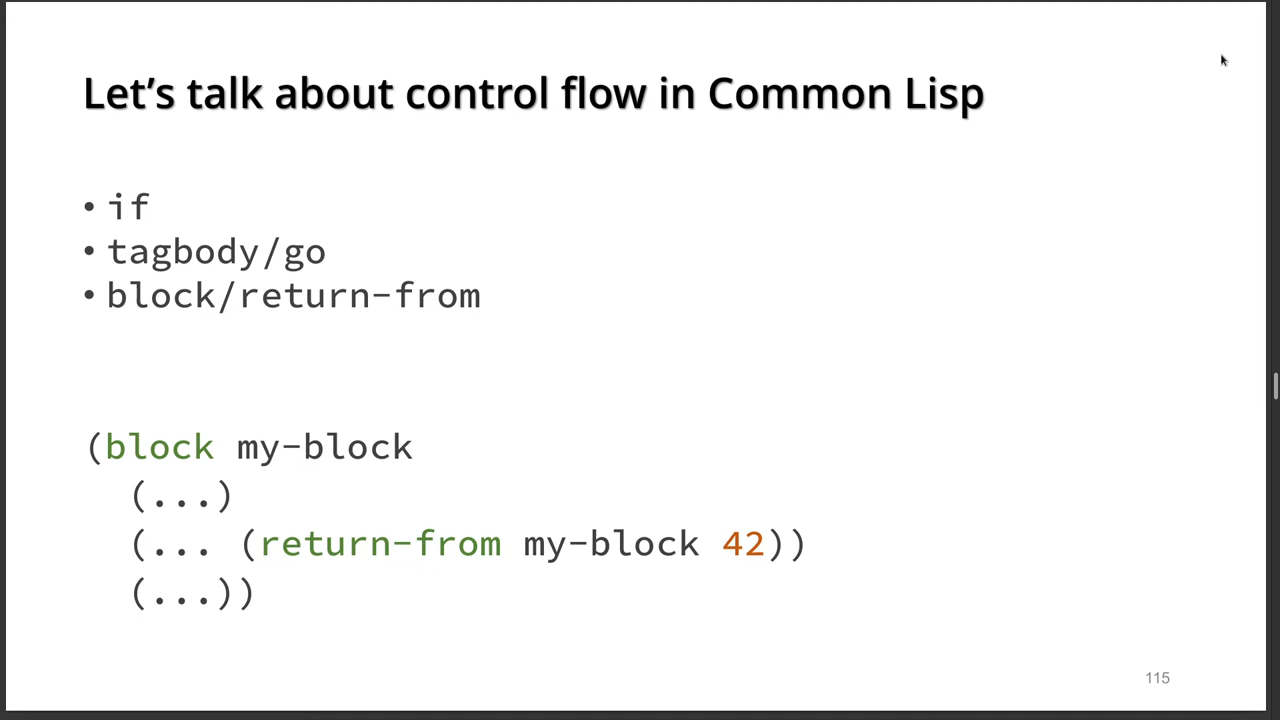 Let’s talk about control flow in Common Lisp
• if
• tagbody/go
• block/return-from
(block my-block
  (...)
  (... (return-from my-block 42))
  (...))
115